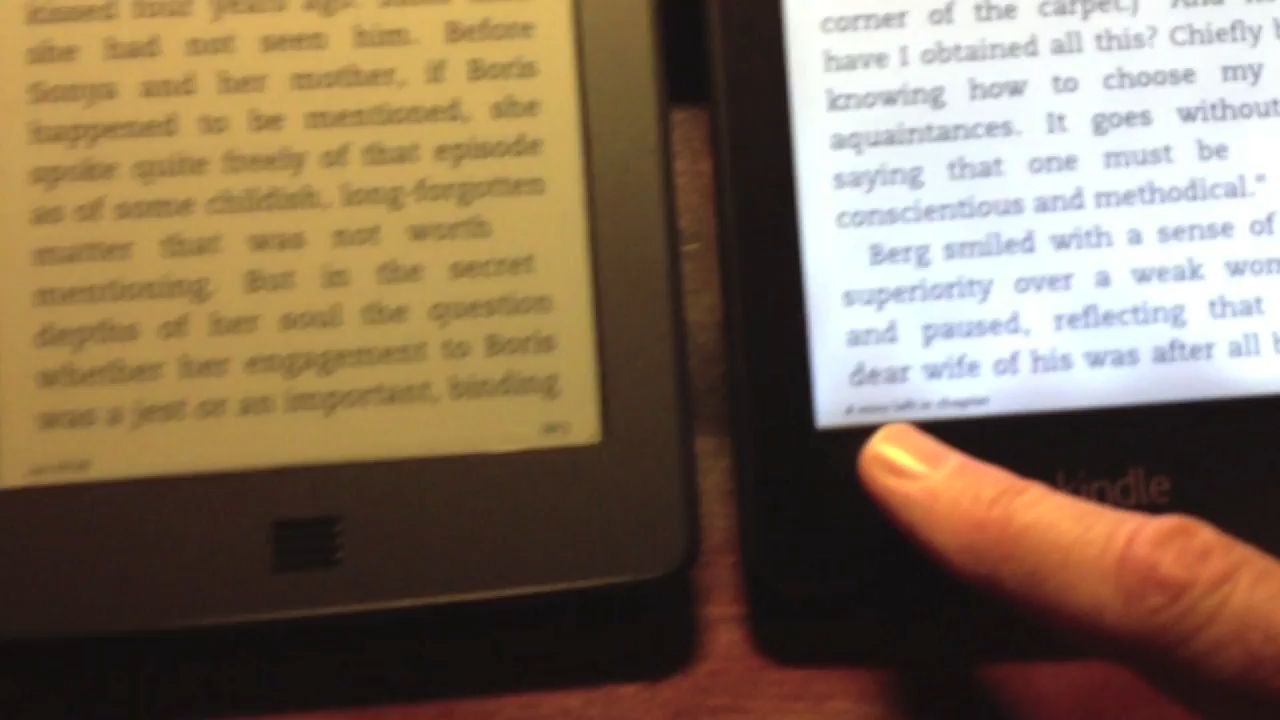 kissed four years ago.
she had not seen him. Before
Sonya and her mother, if Boris
happened to be mentioned, she
spoke quite freely of that episode
as of some childish, long-forgotten
matter that was not worth
mentioning. But in the secret
depths of her soul the question
whether her engagement to Boris
was a jest or an important, binding
corner of the carpet.) And
have I obtained all this? Chiefly
knowing how to choose my
aquaintances. It goes without
saying that one must be
conscientious and methodical."
Berg smiled with a sense of
superiority over a weak
and paused, reflecting that
dear wife of his was after all
left in chapter
kindle